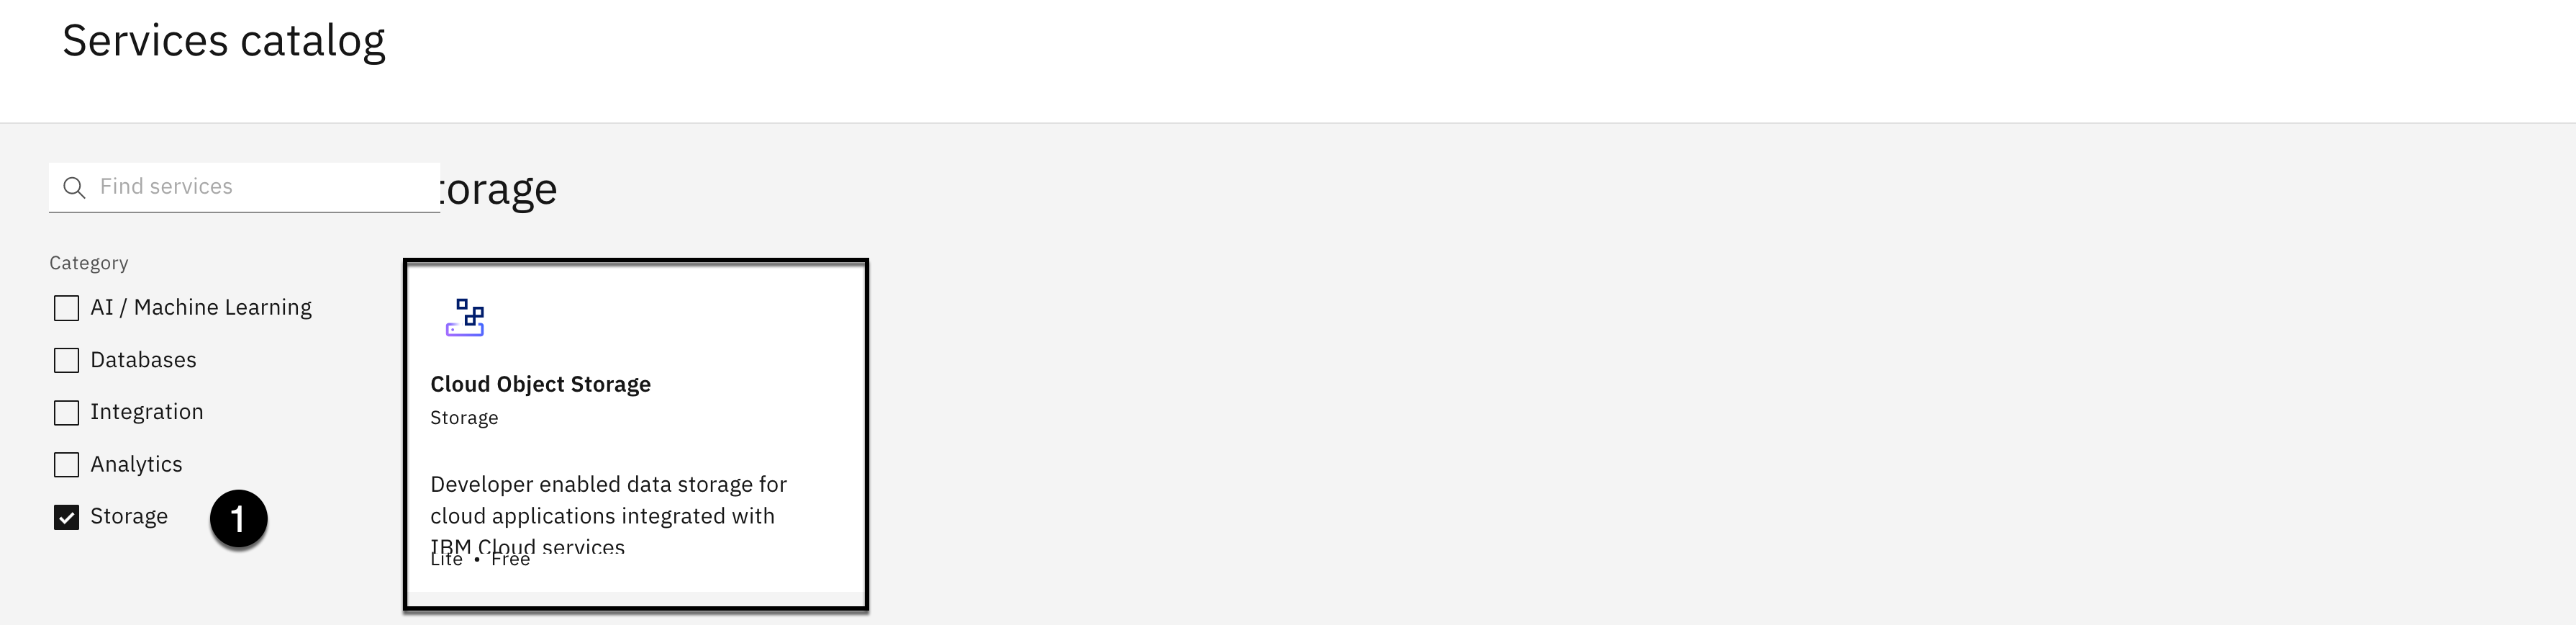 Services catalog
Find services
torage
Category
AI / Machine Learning
Databases
Integration
Analytics
Storage
1
Cloud Object Storage
Storage
Developer enabled data storage for
cloud applications integrated with
IBM Cloud services
Lite • Free